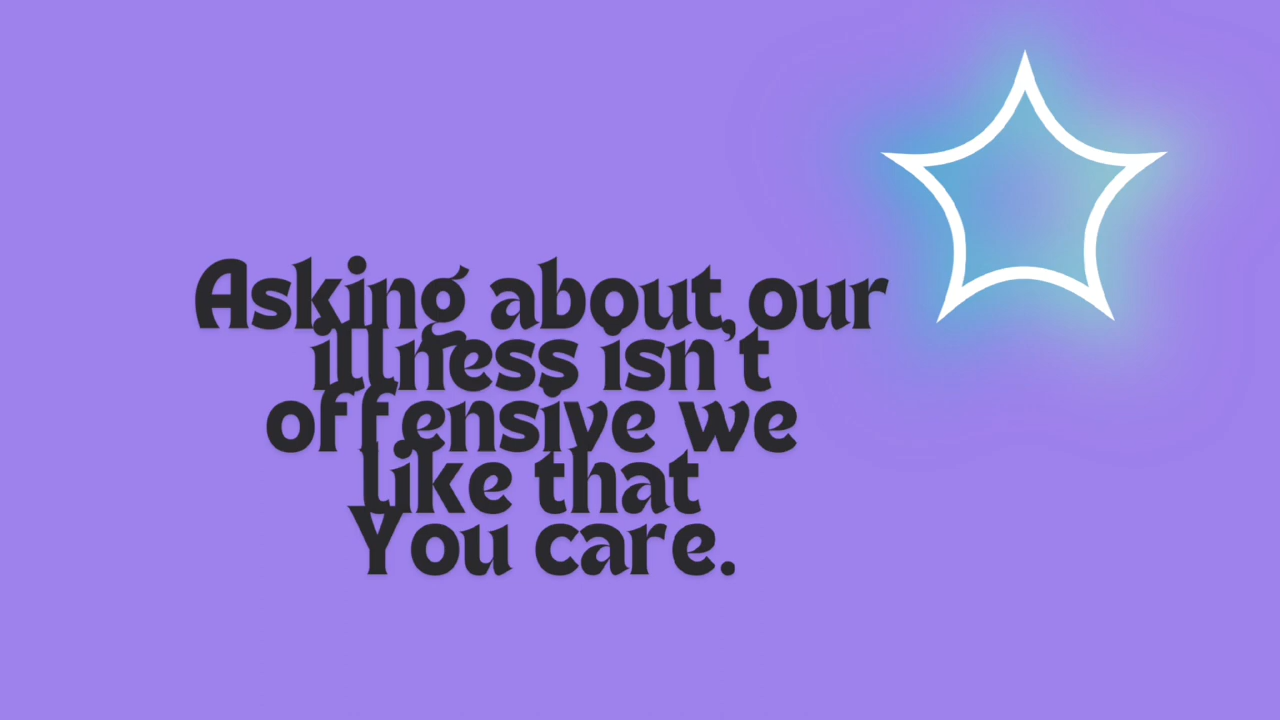 Asking about our
illness isn't
offensive we
like that
You care.